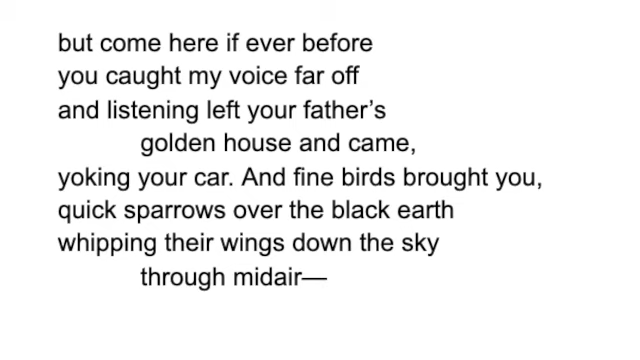 but come here if ever before
you caught my voice far off
and listening left your father’s
golden house and came,
yoking your car. And fine birds brought you,
quick sparrows over the black earth
whipping their wings down the sky
through midair—